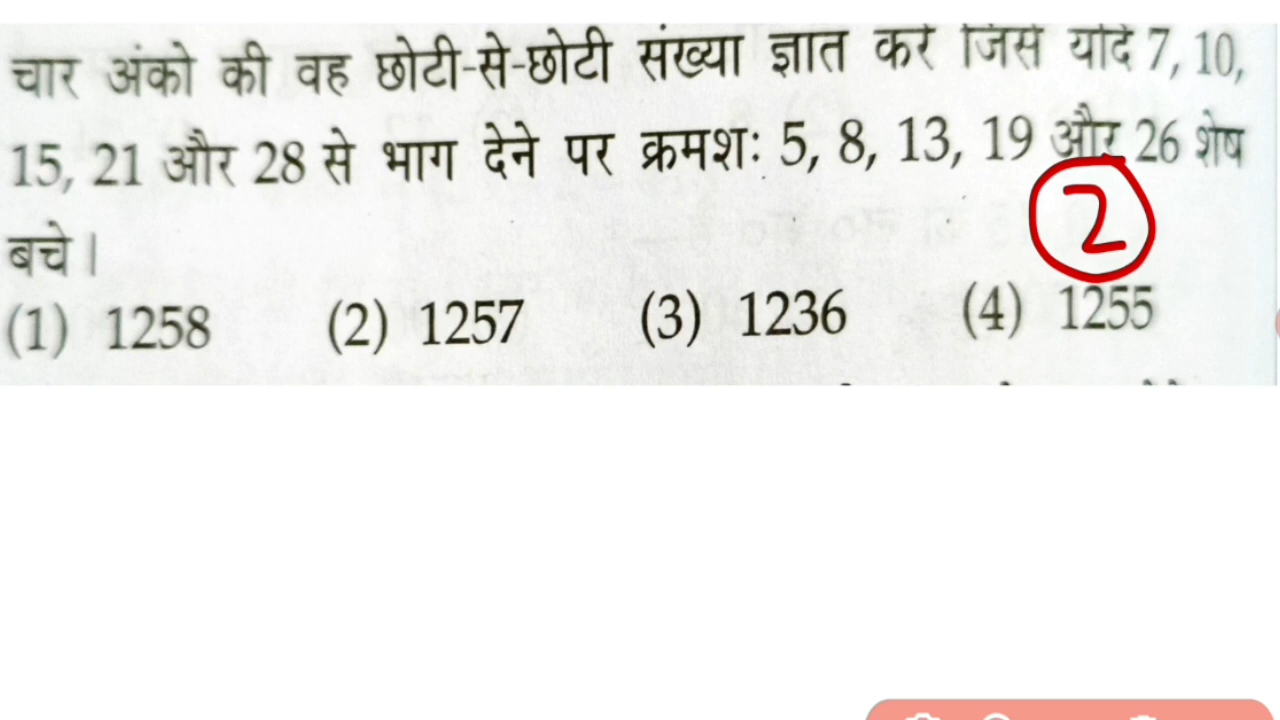 चार अंको की वह छोटी-से-छोटी संख्या ज्ञात करें जिसे यदि 7, 10,
15, 21 और 28 से भाग देने पर क्रमशः 5, 8, 13, 19 और 26 शेष
बचे।
2
(1) 1258 (2) 1257 (3) 1236 (4) 1255